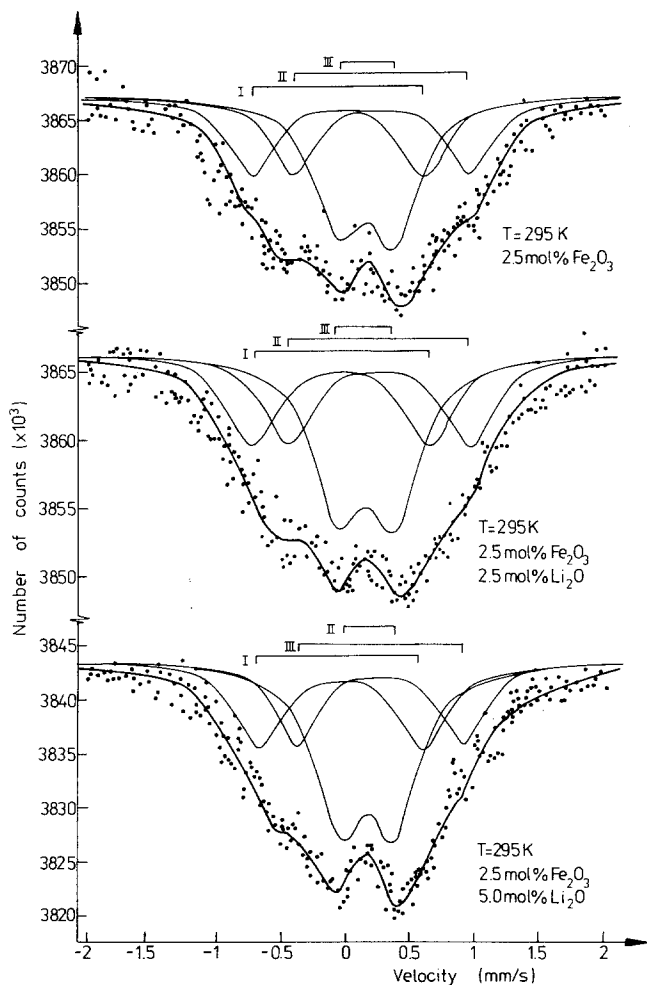 Number of counts (x10³)
3870
3865
3860
3855
3850
III
II
I
T=295 K
2.5 mol% Fe₂O₃
3865
3860
3855
3850
III
II
I
T=295K
2.5 mol% Fe₂O₃
2.5 mol% Li₂O
3845
3842
3835
3830
3825
3820
II
III
I
T=295K
2.5 mol% Fe₂O₃
5.0 mol% Li₂O
-2 -1.5 -1 -0.5 0 0.5 1 1.5 2
Velocity (mm/s)